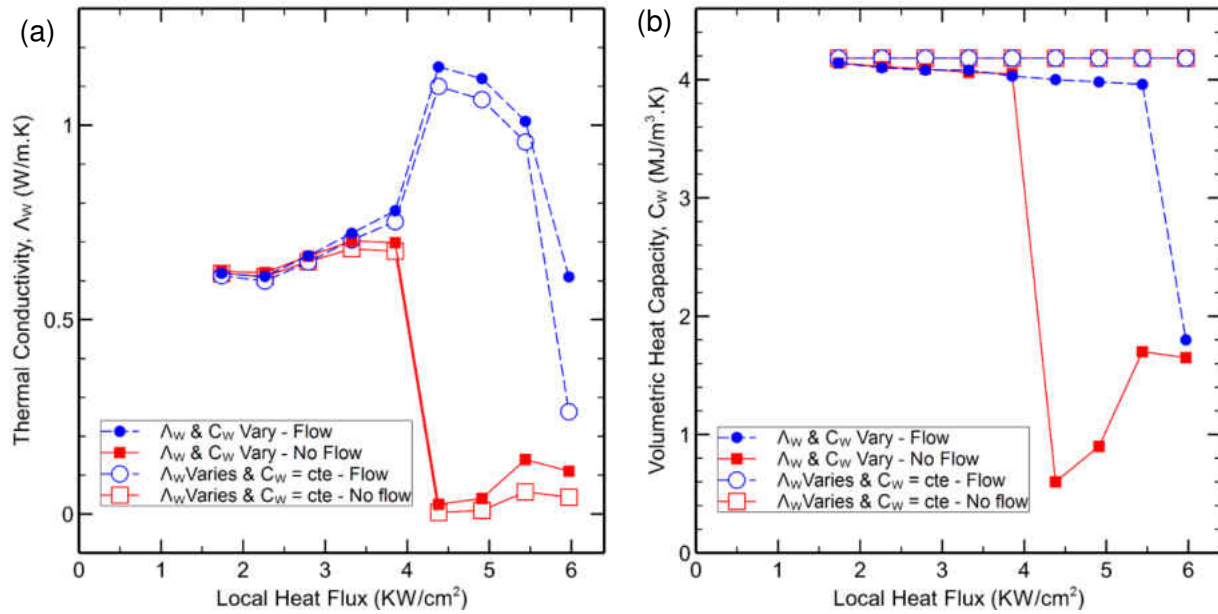 (a)
Thermal Conductivity, Λw (W/m.K)
1
0.5
0
Λw & Cw Vary - Flow
Λw & Cw Vary - No Flow
ΛwVaries & Cw = cte - Flow
ΛwVaries & Cw = cte - No flow
0 1 2 3 4 5 6
Local Heat Flux (KW/cm²)
(b)
Volumetric Heat Capacity, Cw (MJ/m³.K)
4
2
0
Λw & Cw Vary - Flow
Λw & Cw Vary - No Flow
ΛwVaries & Cw = cte - Flow
ΛwVaries & Cw = cte - No flow
0 1 2 3 4 5 6
Local Heat Flux (KW/cm²)